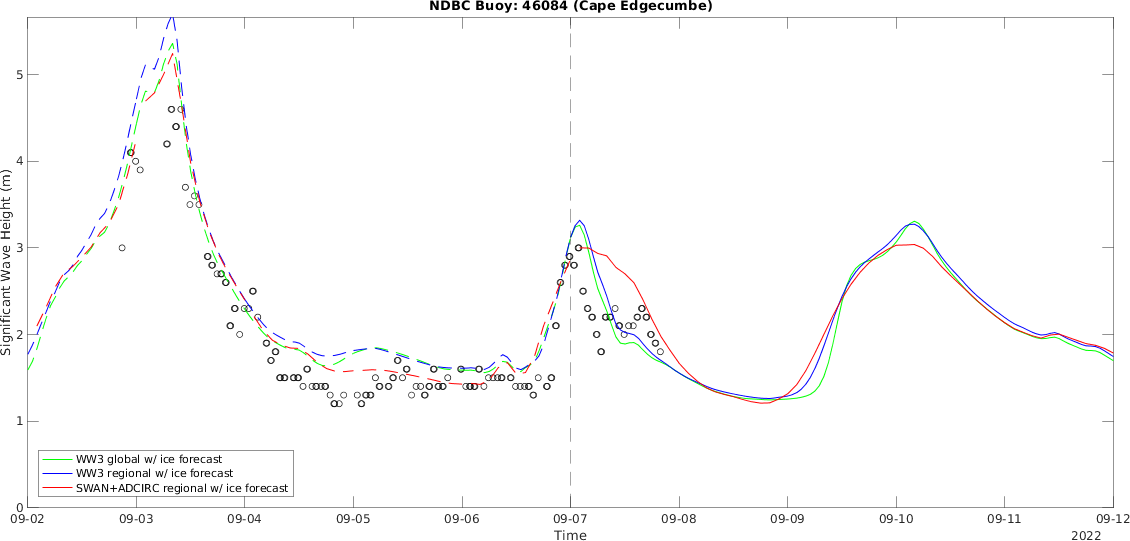 NDBC Buoy: 46084 (Cape Edgecumbe)
Significant Wave Height (m)
5
4
3
2
1
0
WW3 global w/ ice forecast
WW3 regional w/ ice forecast
SWAN+ADCIRC regional w/ ice forecast
09-02 09-03 09-04 09-05 09-06 09-07 09-08 09-09 09-10 09-11 09-12
Time
2022